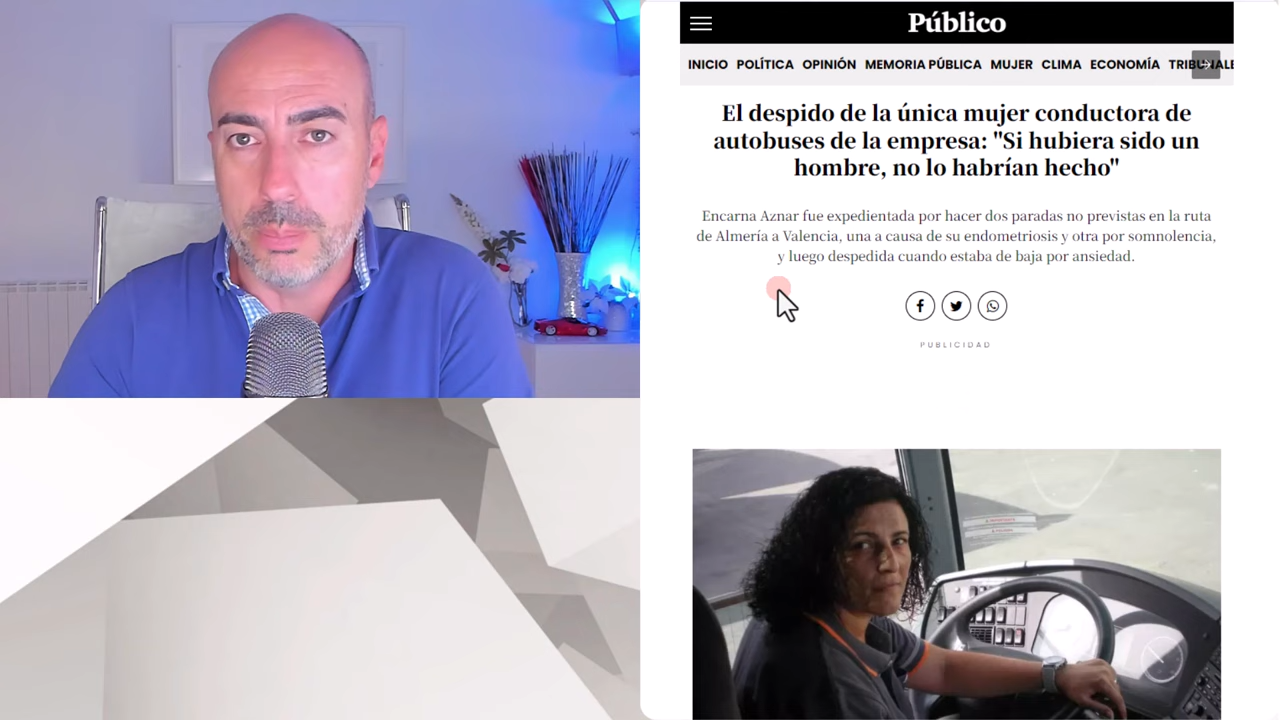 Público
INICIO POLÍTICA OPINIÓN MEMORIA PÚBLICA MUJER CLIMA ECONOMÍA TRIBUNALE
El despido de la única mujer conductora de
autobuses de la empresa: "Si hubiera sido un
hombre, no lo habrían hecho"
Encarna Aznar fue expedientada por hacer dos paradas no previstas en la ruta
de Almería a Valencia, una a causa de su endometriosis y otra por somnolencia,
y luego despedida cuando estaba de baja por ansiedad.
PUBLICIDAD